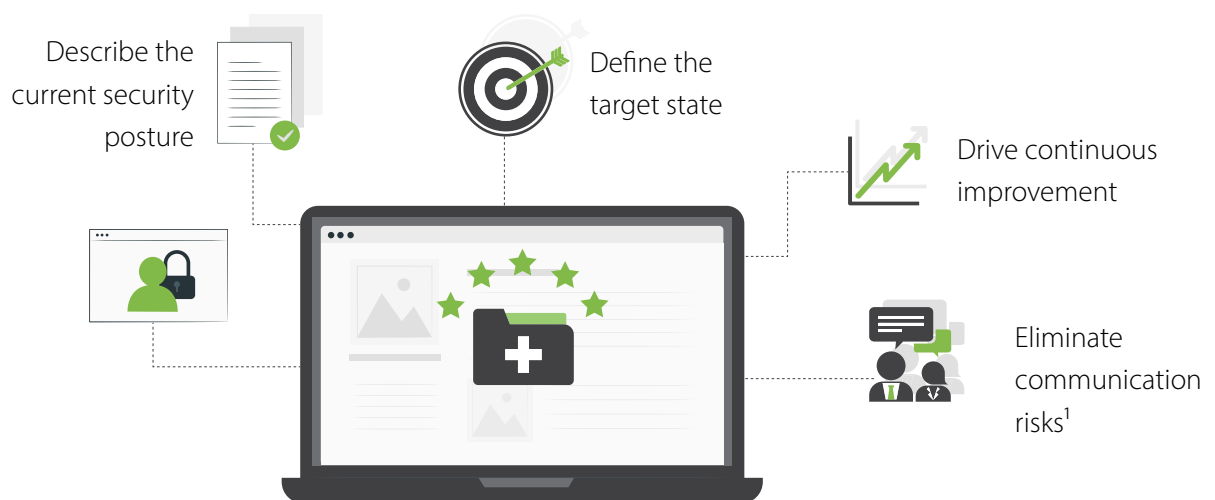 Describe the
current security
posture
Define the
target state
Drive continuous
improvement
Eliminate
communication
risks¹